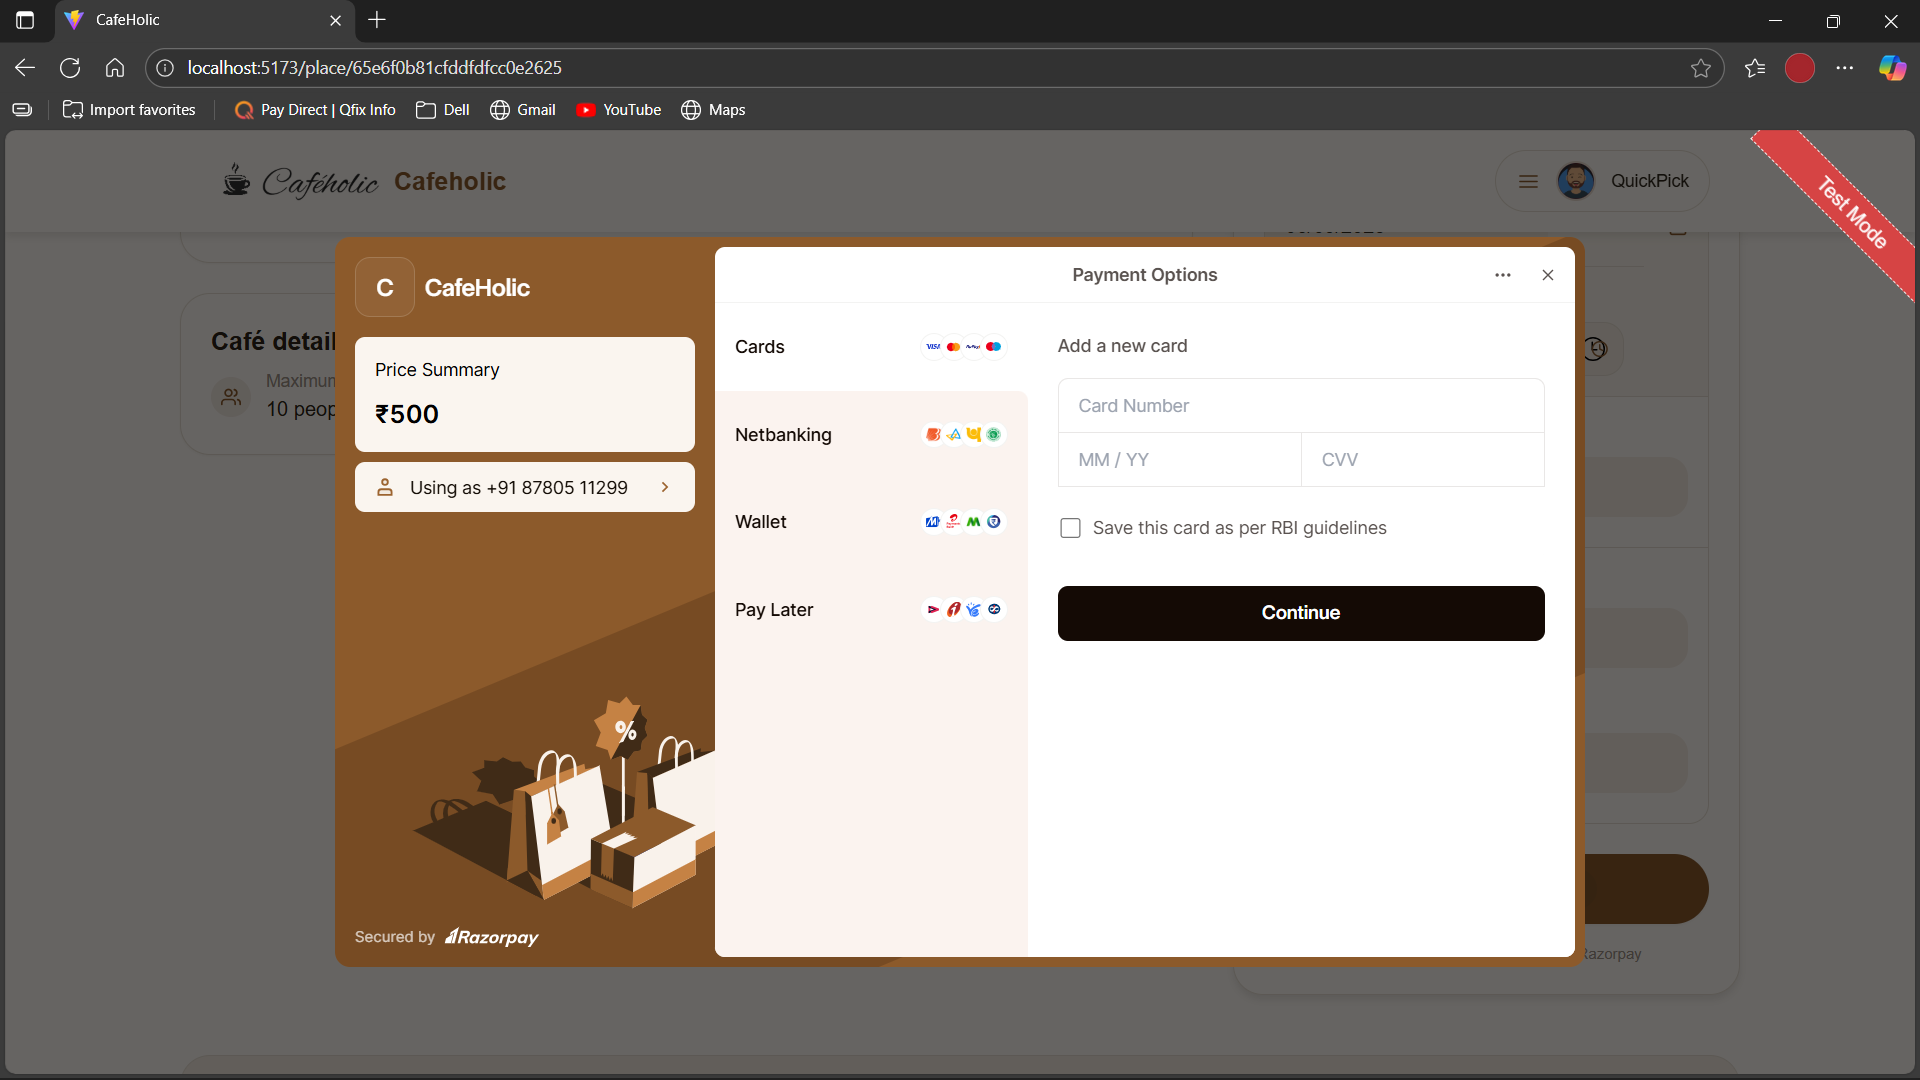 CafeHolic
localhost:5173/place/65e6f0b81cfddfdfcc0e2625
Import favorites
Pay Direct | Qfix Info
Dell
Gmail
YouTube
Maps
Caféholic
Cafeholic
QuickPick
Test Mode
C
CafeHolic
Payment Options
Café detail
Maximum
10 peop
Price Summary
₹500
Using as +91 87805 11299
Cards
VISA
Add a new card
Card Number
MM / YY
CVV
Netbanking
Wallet
Save this card as per RBI guidelines
Pay Later
Continue
%
Secured by Razorpay
Razorpay